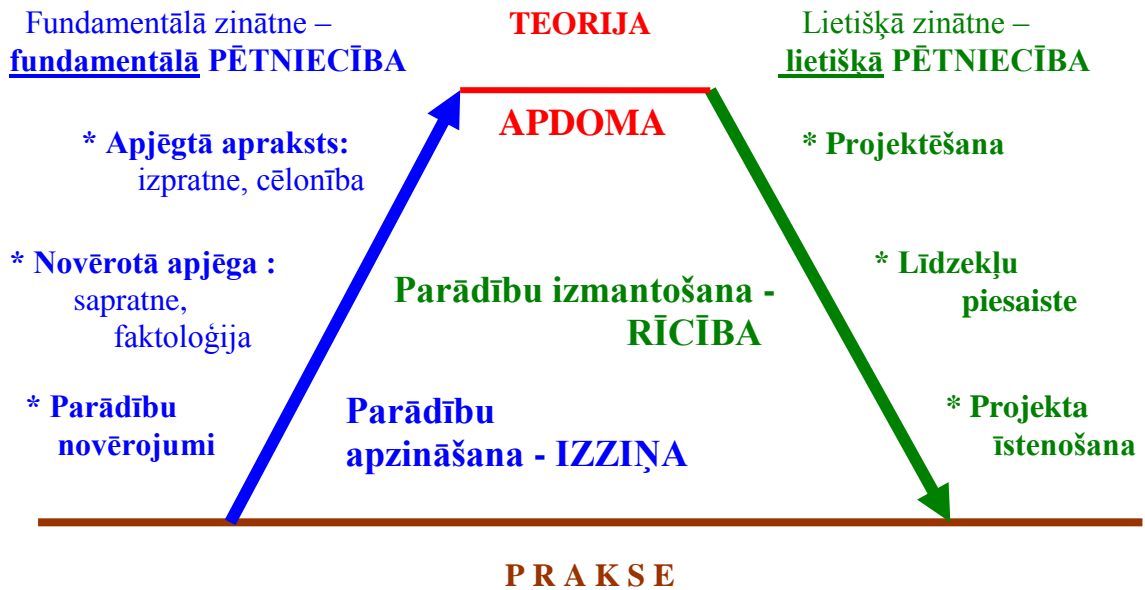 Fundamentālā zinātne –
fundamentālā PĒTNIECĪBA
TEORIJA
Lietišķā zinātne –
lietišķā PĒTNIECĪBA
APDOMA
* Apjēgtā apraksts:
izpratne, cēlonība
* Projektēšana
* Novērotā apjēga :
sapratne,
faktoloģija
Parādību izmantošana -
RĪCĪBA
* Līdzekļu
piesaiste
* Parādību
novērojumi
Parādību
apzināšana - IZZIŅA
* Projekta
īstenošana
P R A K S E